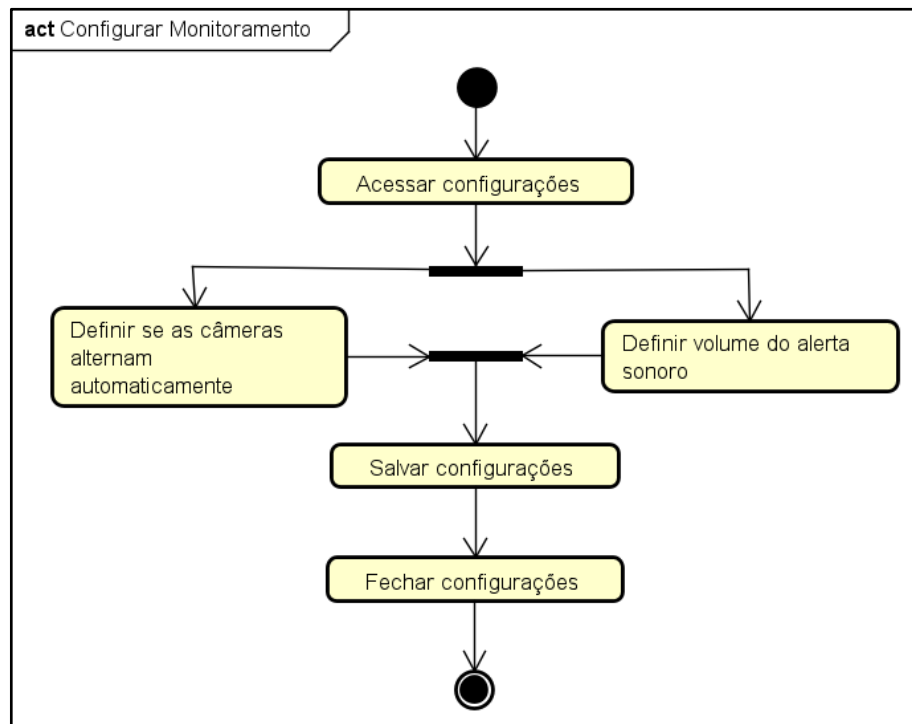 act Configurar Monitoramento
Acessar configurações
Definir se as câmeras
alternam
automaticamente
Definir volume do alerta
sonoro
Salvar configurações
Fechar configurações